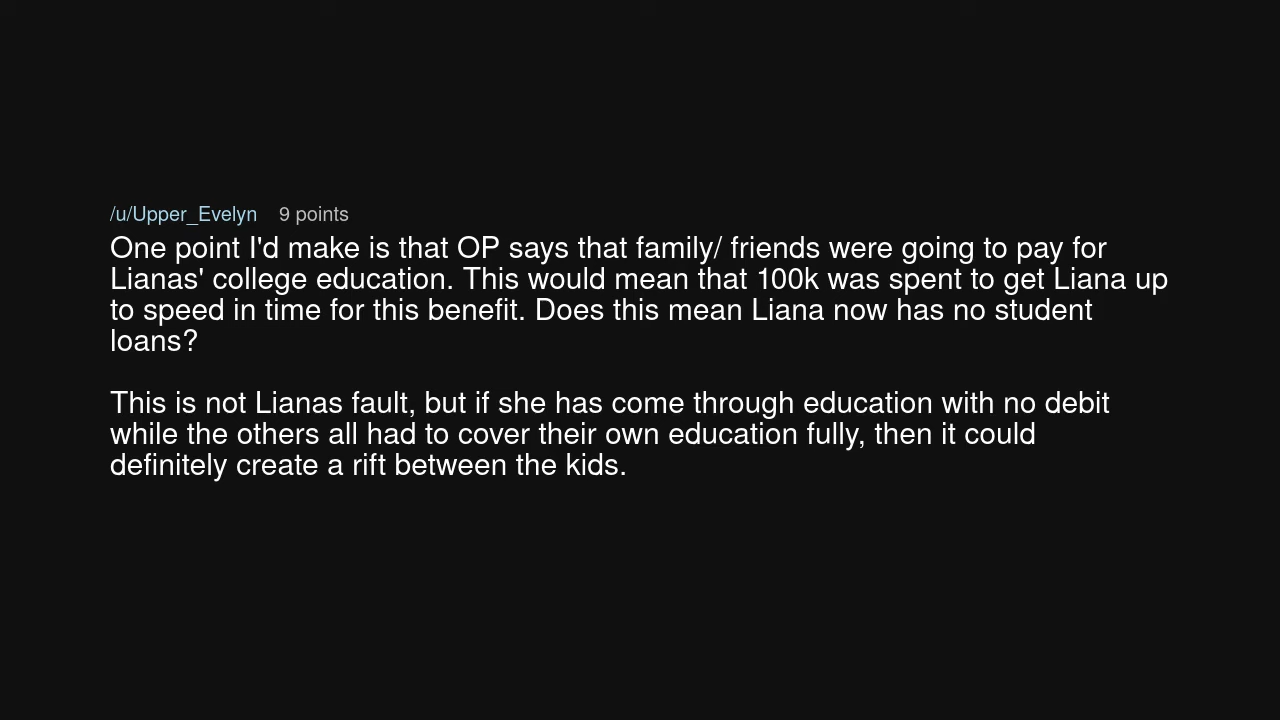 /u/Upper_Evelyn 9 points
One point I'd make is that OP says that family/ friends were going to pay for
Lianas' college education. This would mean that 100k was spent to get Liana up
to speed in time for this benefit. Does this mean Liana now has no student
loans?
This is not Lianas fault, but if she has come through education with no debit
while the others all had to cover their own education fully, then it could
definitely create a rift between the kids.